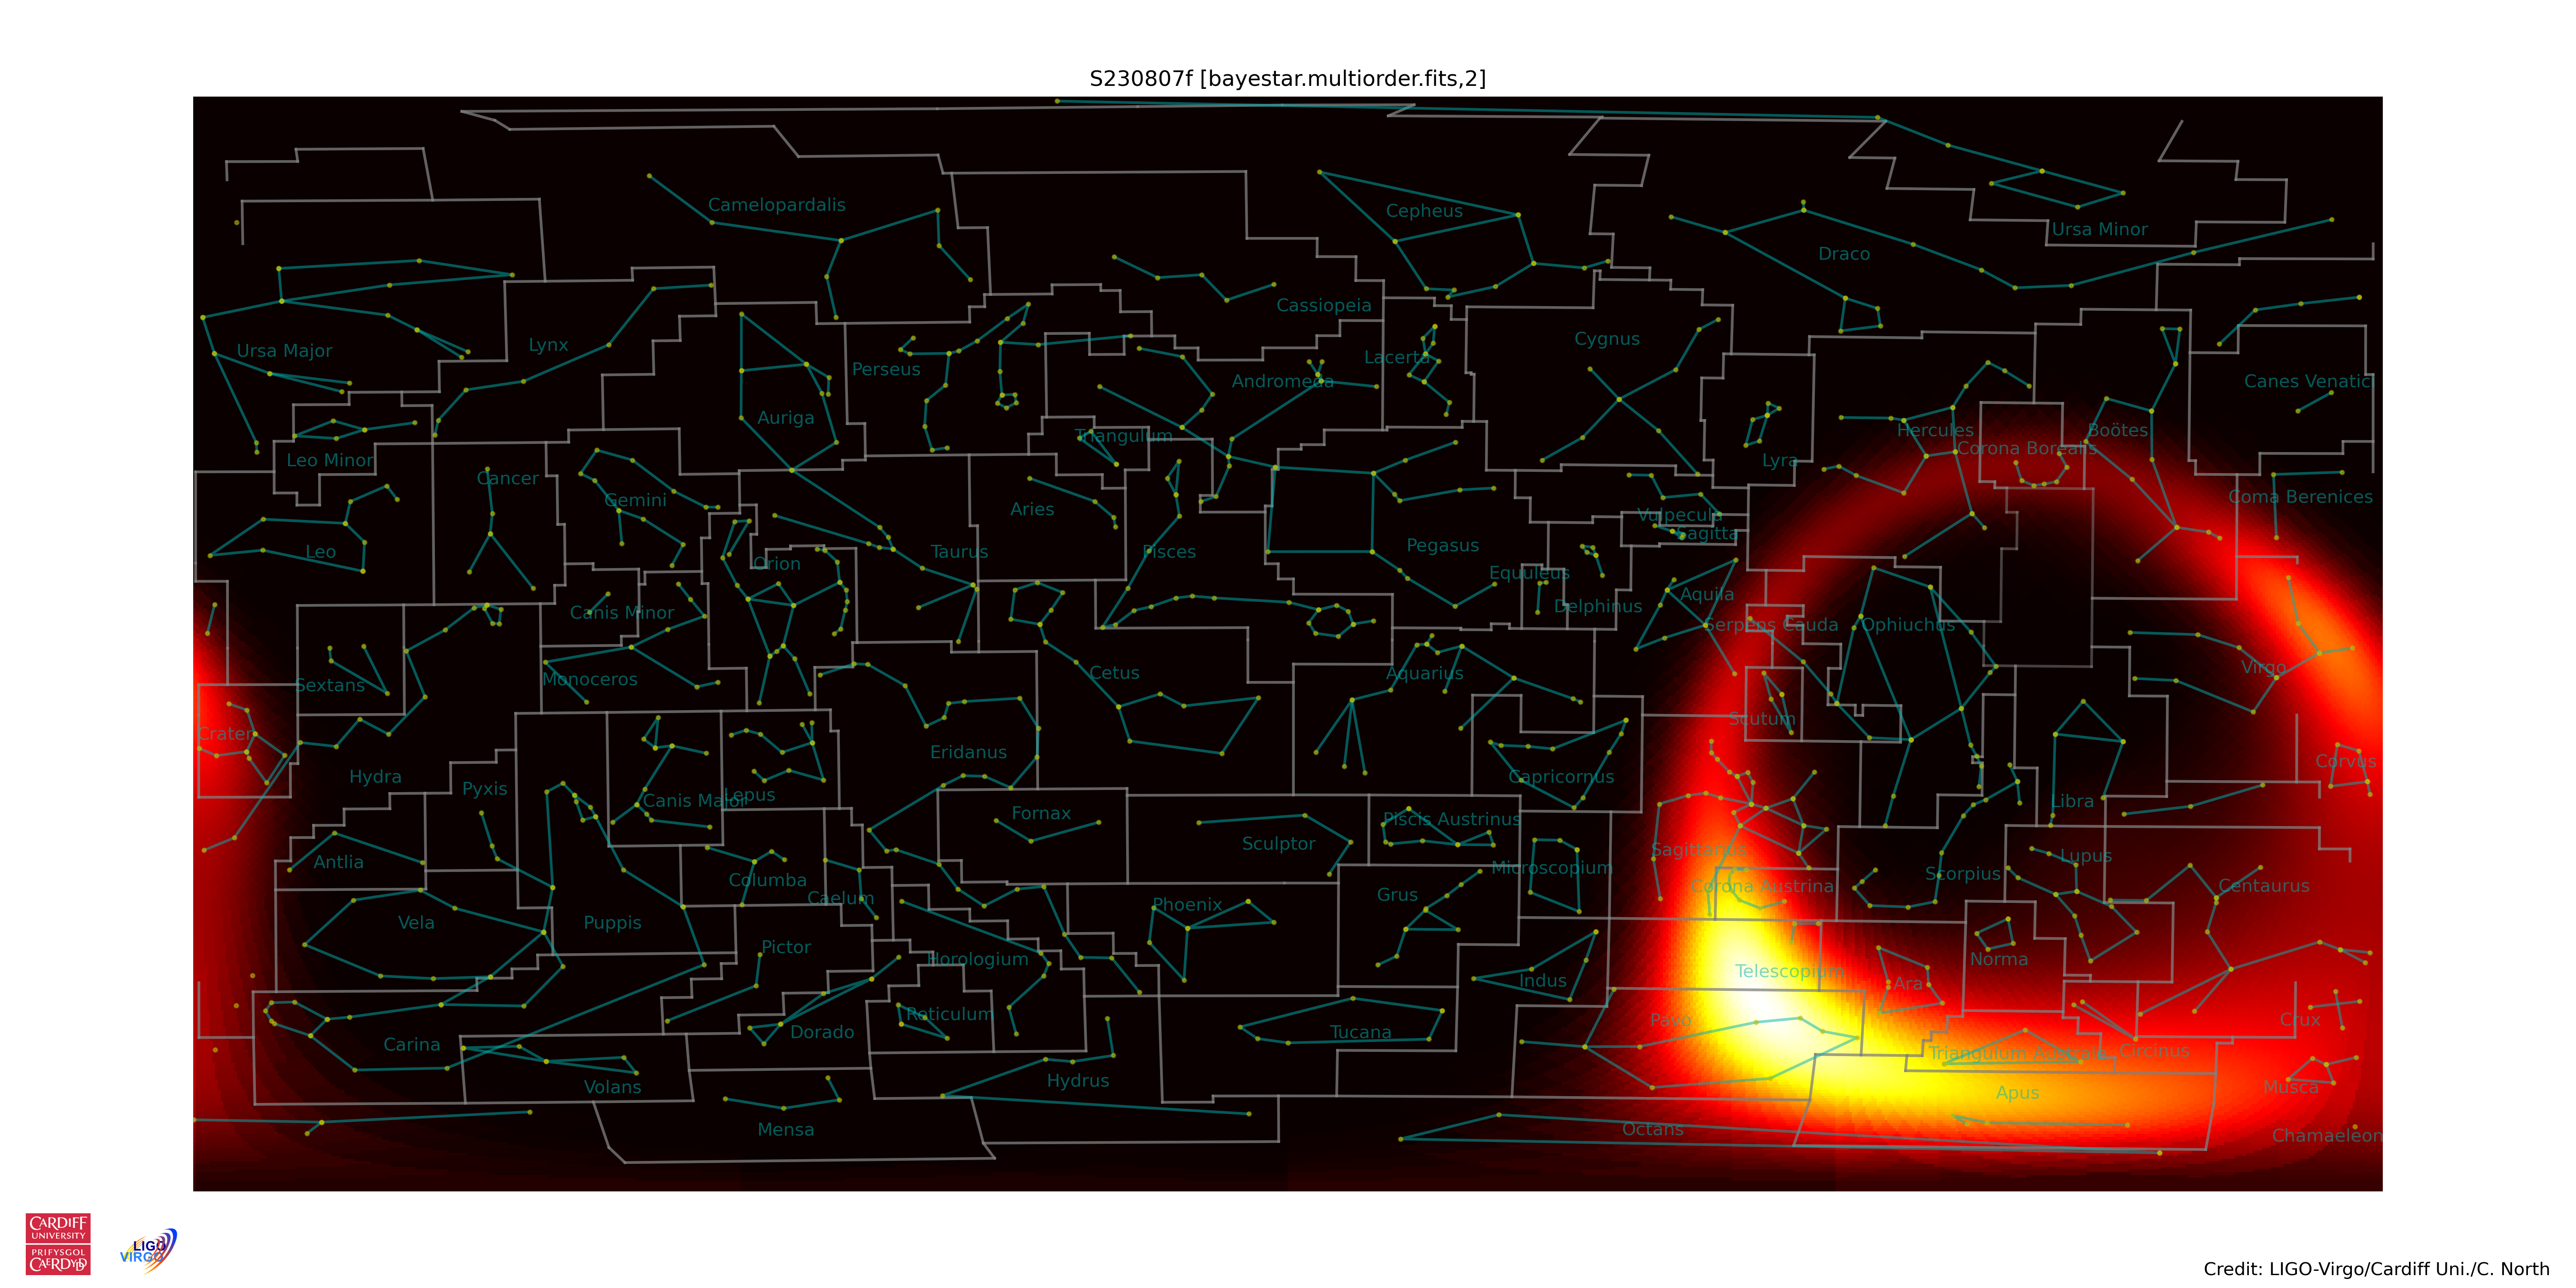 S230807f [bayestar.multiorder.fits,2]
Camelopardalis
Cepheus
Ursa Minor
Draco
Cassiopeia
Ursa Major
Lynx
Cygnus
Lacerta
Perseus
Andromeda
Canes Venatici
Auriga
Triangulum
Hercules
Boötes
Corona Borealis
Leo Minor
Lyra
Cancer
Gemini
Coma Berenices
Aries
Vulpecula
Sagitta
Leo
Taurus
Pisces
Pegasus
Orion
Equuleus
Aquila
Delphinus
Canis Minor
Serpens Cauda
Ophiuchus
Virgo
Sextans
Monoceros
Cetus
Aquarius
Scutum
Crater
Eridanus
Corvus
Hydra
Capricornus
Pyxis
Canis Major
Lepus
Libra
Fornax
Piscis Austrinus
Sculptor
Sagittarius
Lupus
Antlia
Microscopium
Scorpius
Columba
Corona Austrina
Centaurus
Caelum
Grus
Phoenix
Vela
Puppis
Pictor
Horologium
Norma
Telescopium
Indus
Ara
Reticulum
Pavo
Crux
Dorado
Tucana
Carina
Triangulum Australe
Circinus
Hydrus
Volans
Musca
Apus
Mensa
Octans
Chamaeleon
CARDIFF
UNIVERSITY
PRIFYSGOL
CAERDYDD
LIGO
VIRGO
Credit: LIGO-Virgo/Cardiff Uni./C. North